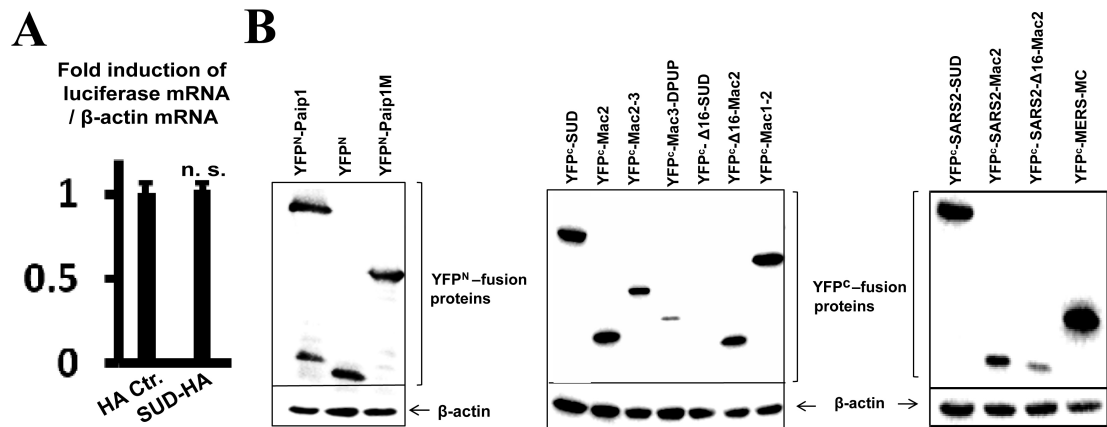 A
Fold induction of
luciferase mRNA
/ β-actin mRNA
n. s.
1
0.5
0
HA Ctr.
SUD-HA
B
YFPᴺ-Paip1
YFPᴺ
YFPᴺ-Paip1M
YFPᴺ–fusion
proteins
β-actin
YFPᶜ-SUD
YFPᶜ-Mac2
YFPᶜ-Mac2-3
YFPᶜ-Mac3-DPUP
YFPᶜ- Δ16-SUD
YFPᶜ-Δ16-Mac2
YFPᶜ-Mac1-2
YFPᶜ–fusion
proteins
β-actin
YFPᶜ-SARS2-SUD
YFPᶜ-SARS2-Mac2
YFPᶜ- SARS2-Δ16-Mac2
YFPᶜ-MERS-MC